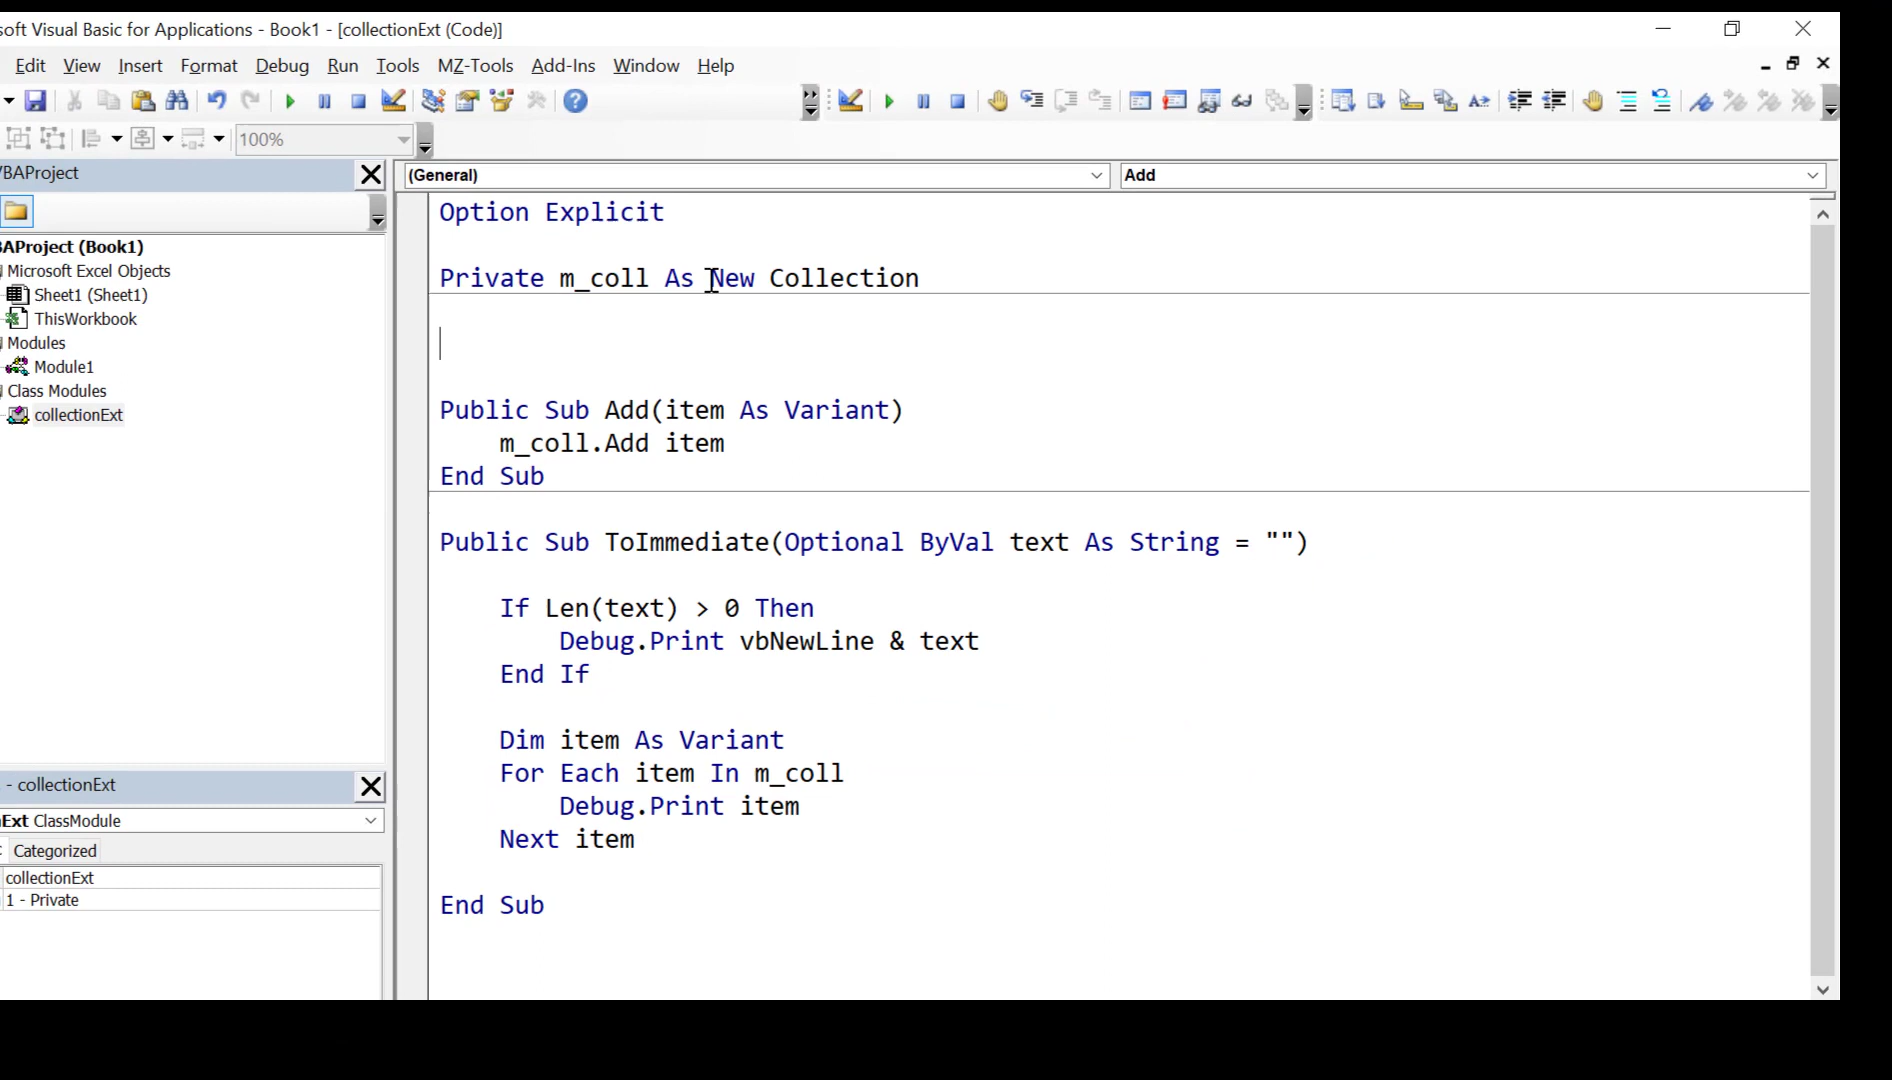 soft Visual Basic for Applications - Book1 - [collectionExt (Code)]
Edit View Insert Format Debug Run Tools MZ-Tools Add-Ins Window Help
100%
VBAProject
(General)
Add
BAProject (Book1)
Microsoft Excel Objects
Sheet1 (Sheet1)
ThisWorkbook
Modules
Module1
Class Modules
collectionExt
Option Explicit
Private m_coll As New Collection
Public Sub Add(item As Variant)
m_coll.Add item
End Sub
Public Sub ToImmediate(Optional ByVal text As String = "")
If Len(text) > 0 Then
Debug.Print vbNewLine & text
End If
Dim item As Variant
For Each item In m_coll
Debug.Print item
Next item
End Sub
- collectionExt
Ext ClassModule
Categorized
collectionExt
1 - Private